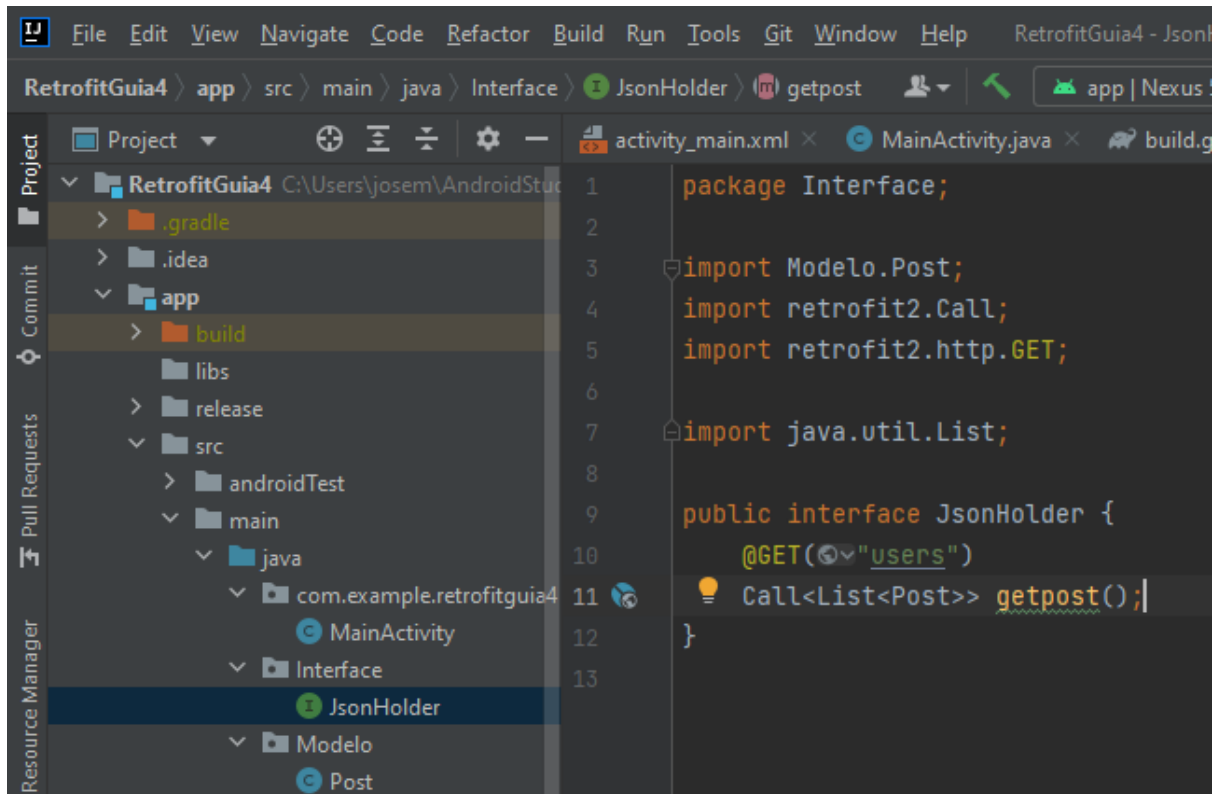 IJ File Edit View Navigate Code Refactor Build Run Tools Git Window Help RetrofitGuia4 - Json
RetrofitGuia4 app src main java Interface I JsonHolder m getpost app | Nexus
Project activity_main.xml C MainActivity.java build.g
Project
Commit
Pull Requests
Resource Manager
RetrofitGuia4 C:\Users\josem\AndroidStud
.gradle
.idea
app
build
libs
release
src
androidTest
main
java
com.example.retrofitguia4
C MainActivity
Interface
I JsonHolder
Modelo
C Post
1 package Interface;
2
3 import Modelo.Post;
4 import retrofit2.Call;
5 import retrofit2.http.GET;
6
7 import java.util.List;
8
9 public interface JsonHolder {
10 @GET("users")
11 Call<List<Post>> getpost();
12 }
13